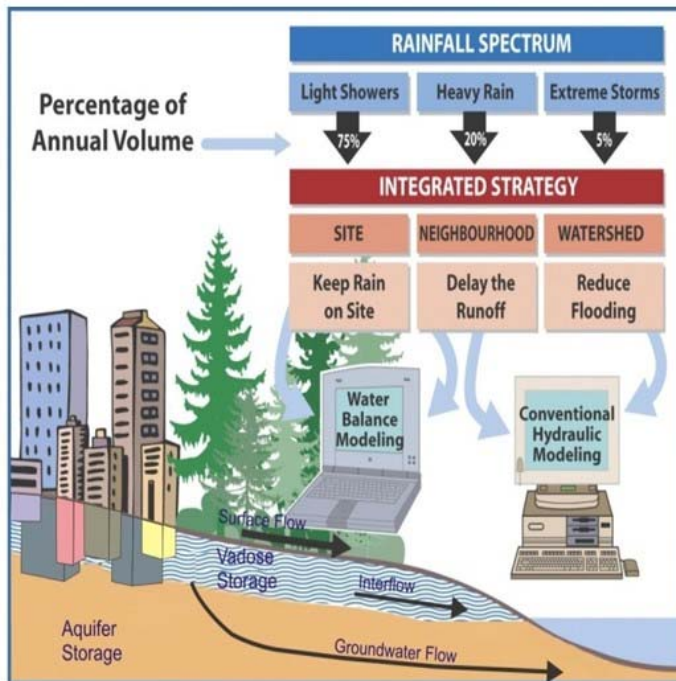 RAINFALL SPECTRUM
Percentage of
Annual Volume
Light Showers
Heavy Rain
Extreme Storms
75%
20%
5%
INTEGRATED STRATEGY
SITE
NEIGHBOURHOOD
WATERSHED
Keep Rain
on Site
Delay the
Runoff
Reduce
Flooding
Water
Balance
Modeling
Conventional
Hydraulic
Modeling
Surface Flow
Vadose
Storage
Interflow
Aquifer
Storage
Groundwater Flow